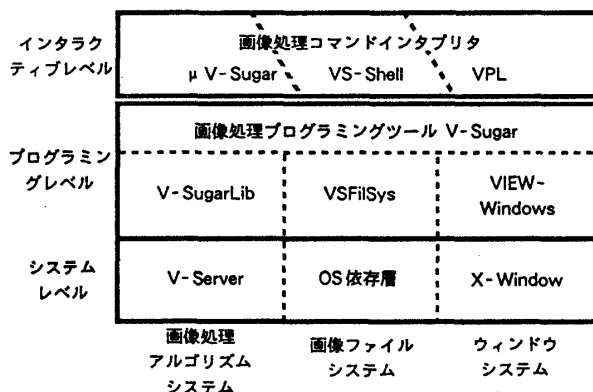 インタラク
ティブレベル
画像処理コマンドインタプリタ
μV-Sugar VS-Shell VPL
画像処理プログラミングツール V-Sugar
プログラミン
グレベル
V-SugarLib VSFilSys VIEW-
Windows
システム
レベル
V-Server OS依存層 X-Window
画像処理
アルゴリズム
システム
画像ファイル
システム
ウィンドウ
システム